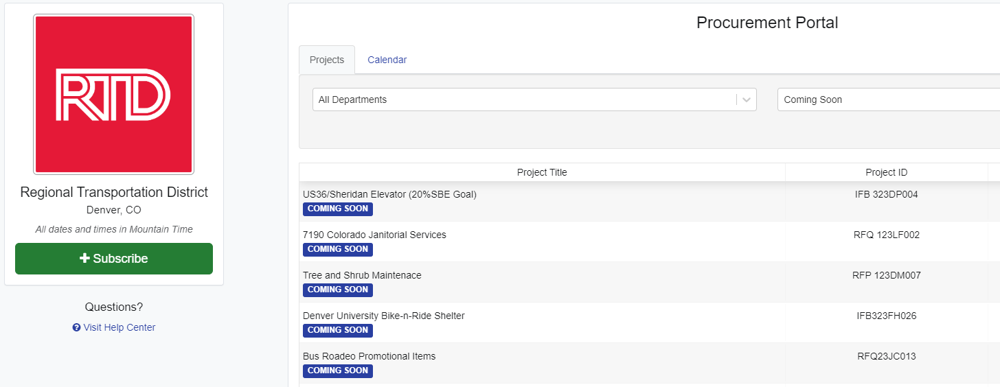 RTD
Regional Transportation District
Denver, CO
All dates and times in Mountain Time
Subscribe
Questions?
Visit Help Center
Procurement Portal
Projects Calendar
All Departments Coming Soon
Project Title Project ID
US36/Sheridan Elevator (20%SBE Goal) IFB 323DP004
COMING SOON
7190 Colorado Janitorial Services RFQ 123LF002
COMING SOON
Tree and Shrub Maintenace RFP 123DM007
COMING SOON
Denver University Bike-n-Ride Shelter IFB323FH026
COMING SOON
Bus Roadeo Promotional Items RFQ23JC013
COMING SOON